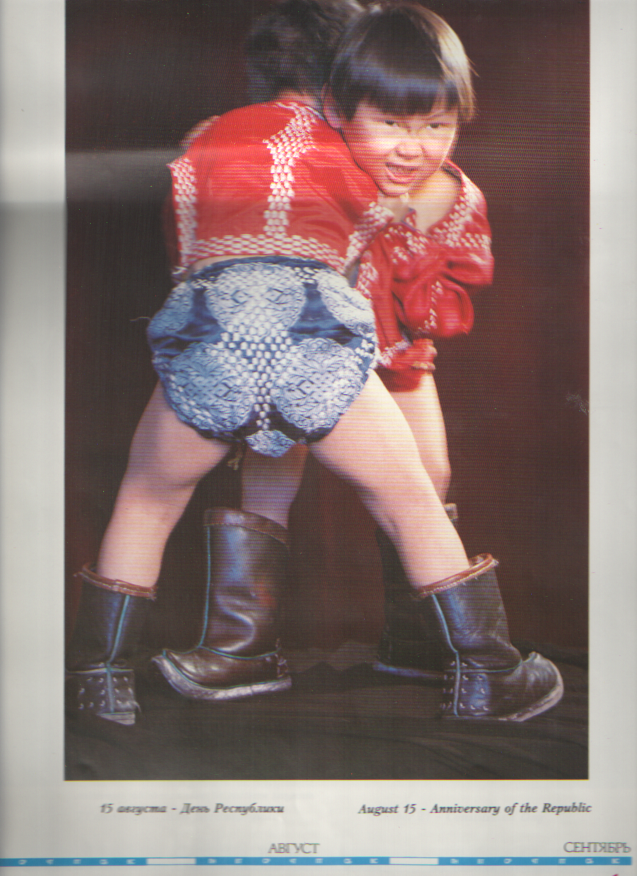 15 августа - День Республики
August 15 - Anniversary of the Republic
АВГУСТ
СЕНТЯБРЬ